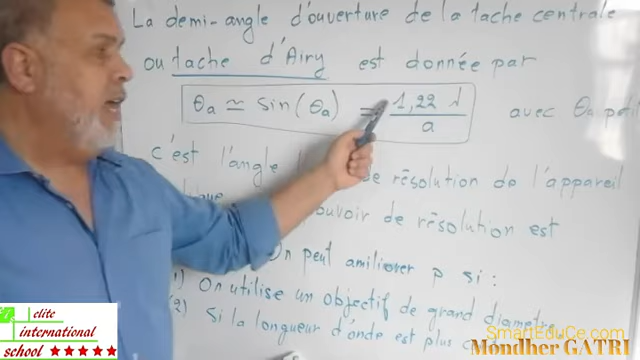 La demi-angle d'ouverture de la tache centrale
ou tache d'Airy est donnée par
θa ≃ sin(θa) = 1,22 λ / a avec θa petit
c'est l'angle de résolution de l'appareil
pouvoir de résolution est
On peut amiliorer p si :
1) On utilise un objectif de grand diamètre
2) Si la longueur d'onde est plus
elite
international
school
SmartEduCe.com
Mondher GATRI